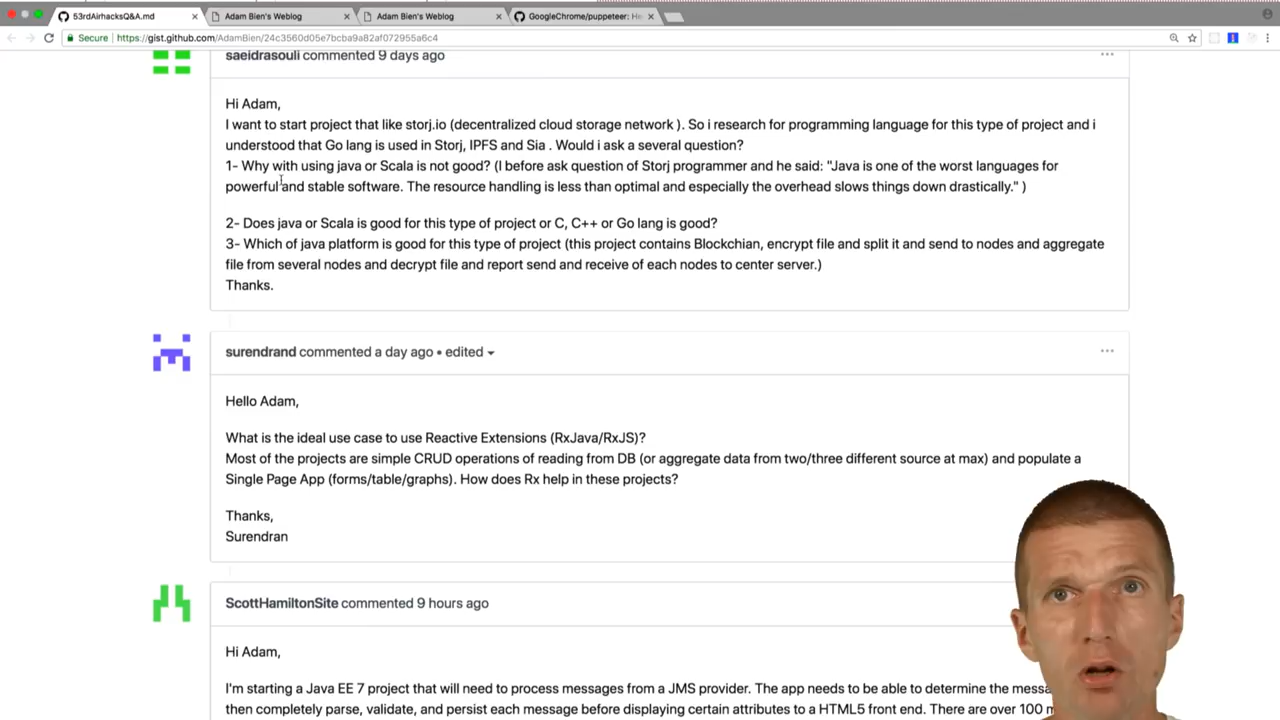 53rdAirhacksQ&A.md
Adam Bien's Weblog
Adam Bien's Weblog
GoogleChrome/puppeteer: He
Secure
https://gist.github.com/AdamBien/24c3560d05e7bcba9a82af072955a6c4
saeidrasouli commented 9 days ago
Hi Adam,
I want to start project that like storj.io (decentralized cloud storage network ). So i research for programming language for this type of project and i
understood that Go lang is used in Storj, IPFS and Sia . Would i ask a several question?
1- Why with using java or Scala is not good? (I before ask question of Storj programmer and he said: "Java is one of the worst languages for
powerful and stable software. The resource handling is less than optimal and especially the overhead slows things down drastically." )
2- Does java or Scala is good for this type of project or C, C++ or Go lang is good?
3- Which of java platform is good for this type of project (this project contains Blockchian, encrypt file and split it and send to nodes and aggregate
file from several nodes and decrypt file and report send and receive of each nodes to center server.)
Thanks.
surendrand commented a day ago • edited
Hello Adam,
What is the ideal use case to use Reactive Extensions (RxJava/RxJS)?
Most of the projects are simple CRUD operations of reading from DB (or aggregate data from two/three different source at max) and populate a
Single Page App (forms/table/graphs). How does Rx help in these projects?
Thanks,
Surendran
ScottHamiltonSite commented 9 hours ago
Hi Adam,
I'm starting a Java EE 7 project that will need to process messages from a JMS provider. The app needs to be able to determine the messa
then completely parse, validate, and persist each message before displaying certain attributes to a HTML5 front end. There are over 100 m